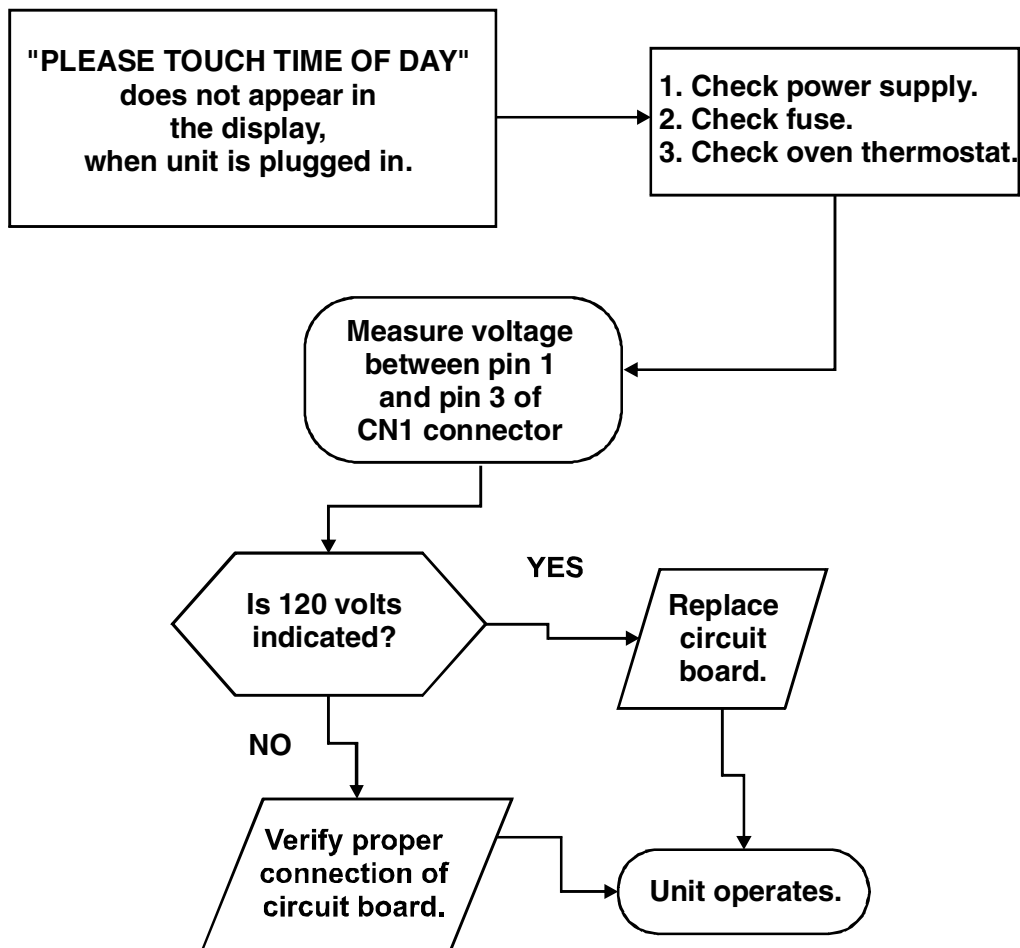 "PLEASE TOUCH TIME OF DAY"
does not appear in
the display,
when unit is plugged in.
1. Check power supply.
2. Check fuse.
3. Check oven thermostat.
Measure voltage
between pin 1
and pin 3 of
CN1 connector
Is 120 volts
indicated?
YES
Replace
circuit
board.
NO
Verify proper
connection of
circuit board.
Unit operates.